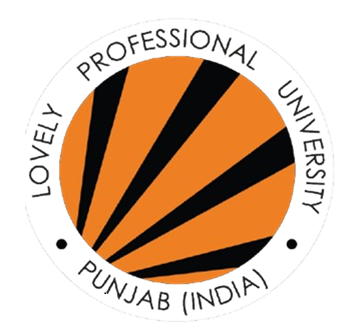 LOVELY PROFESSIONAL UNIVERSITY
PUNJAB (INDIA)